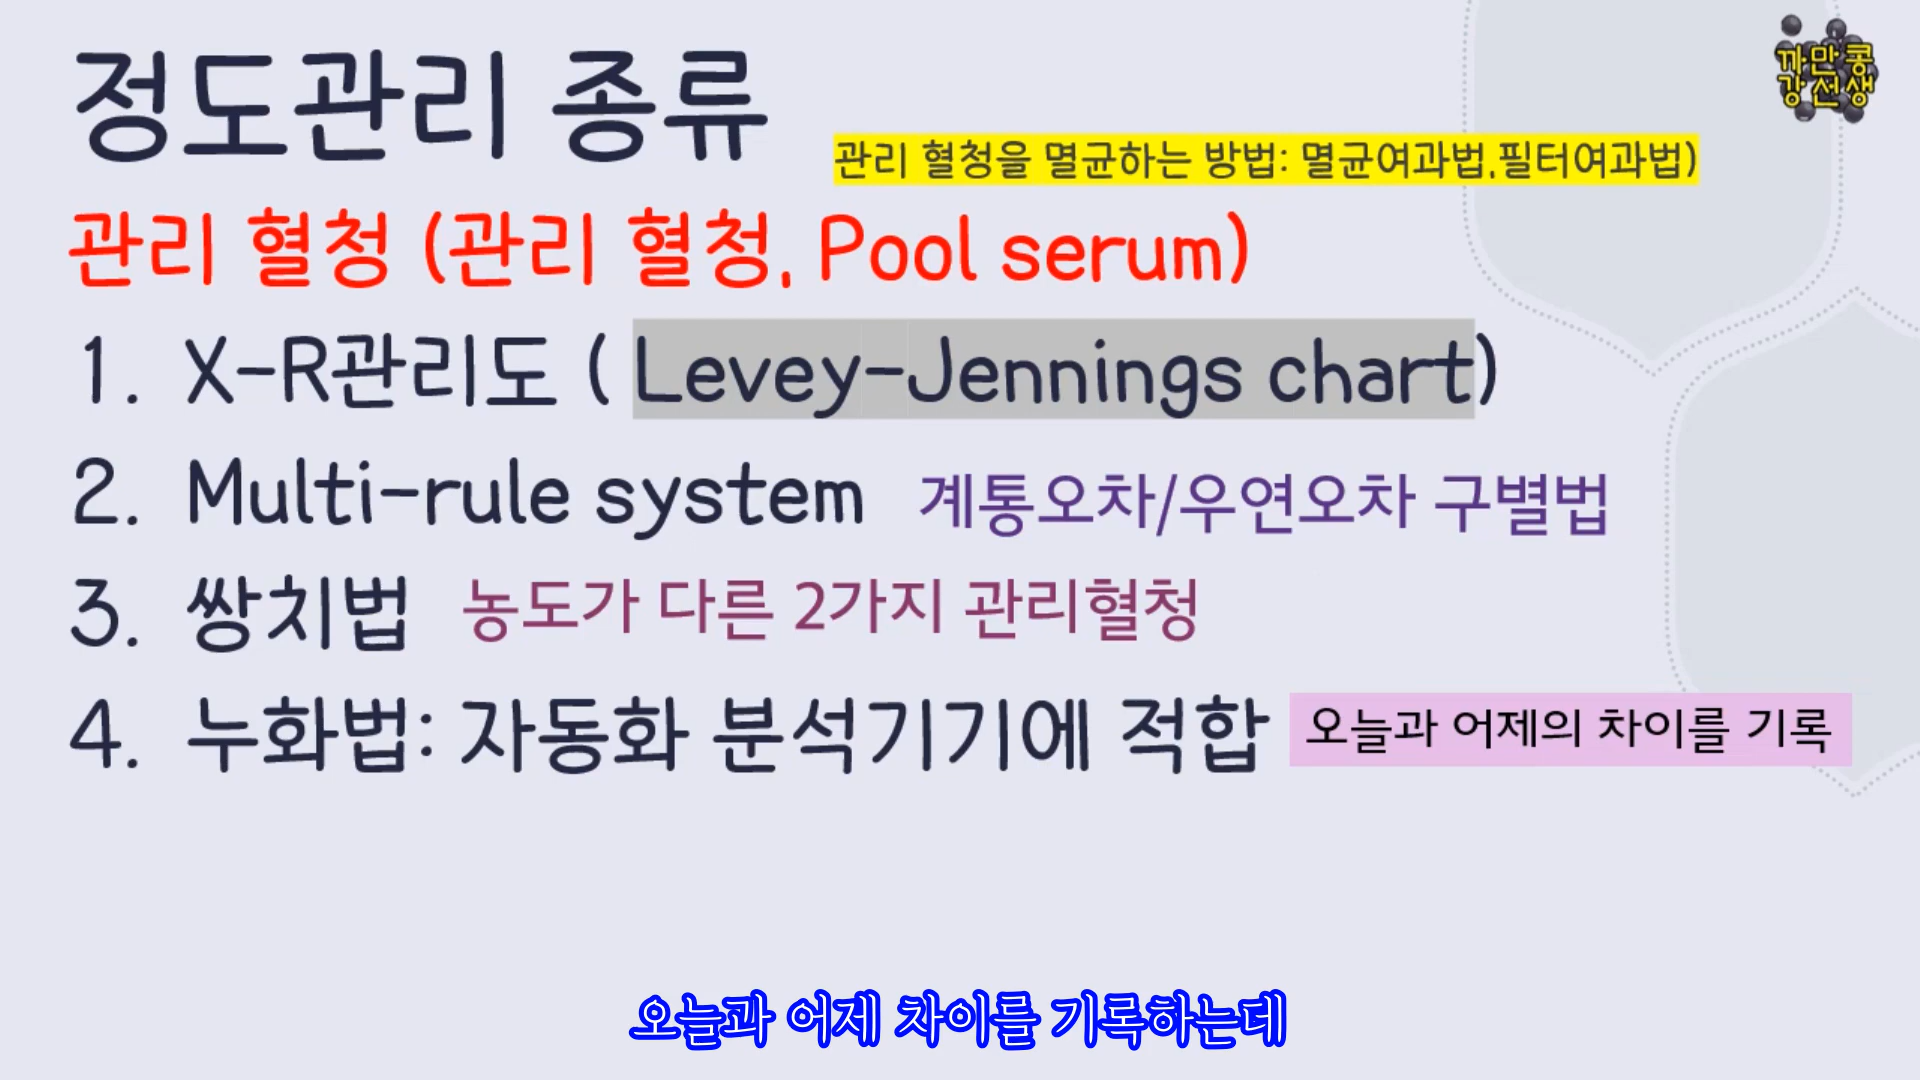 까만콩
강선생
정도관리 종류
관리 혈청을 멸균하는 방법: 멸균여과법,필터여과법)
관리 혈청 (관리 혈청, Pool serum)
1. X-R관리도 ( Levey-Jennings chart)
2. Multi-rule system 계통오차/우연오차 구별법
3. 쌍치법 농도가 다른 2가지 관리혈청
4. 누화법: 자동화 분석기기에 적합 오늘과 어제의 차이를 기록
오늘과 어제 차이를 기록하는데